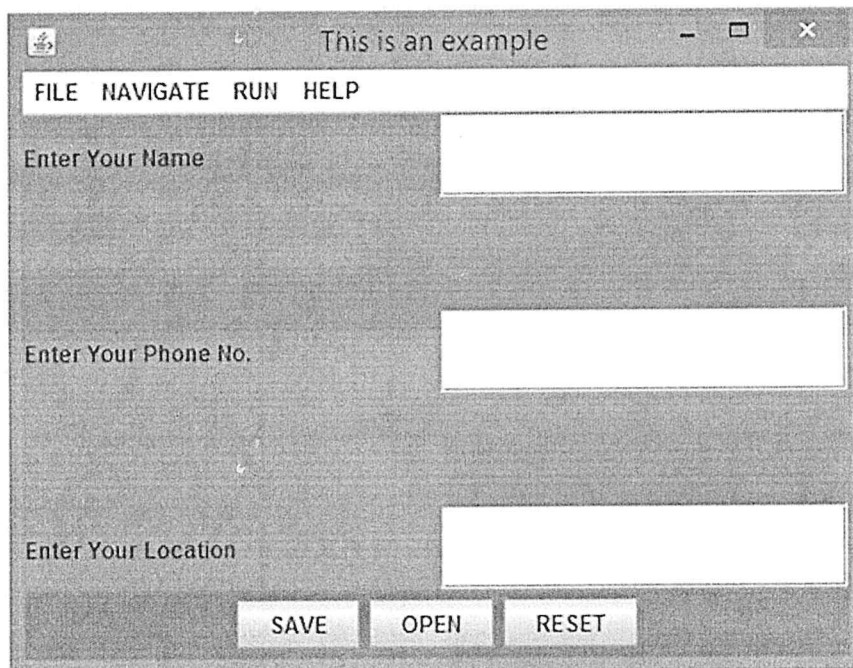 This is an example
FILE NAVIGATE RUN HELP
Enter Your Name
Enter Your Phone No.
Enter Your Location
SAVE OPEN RESET